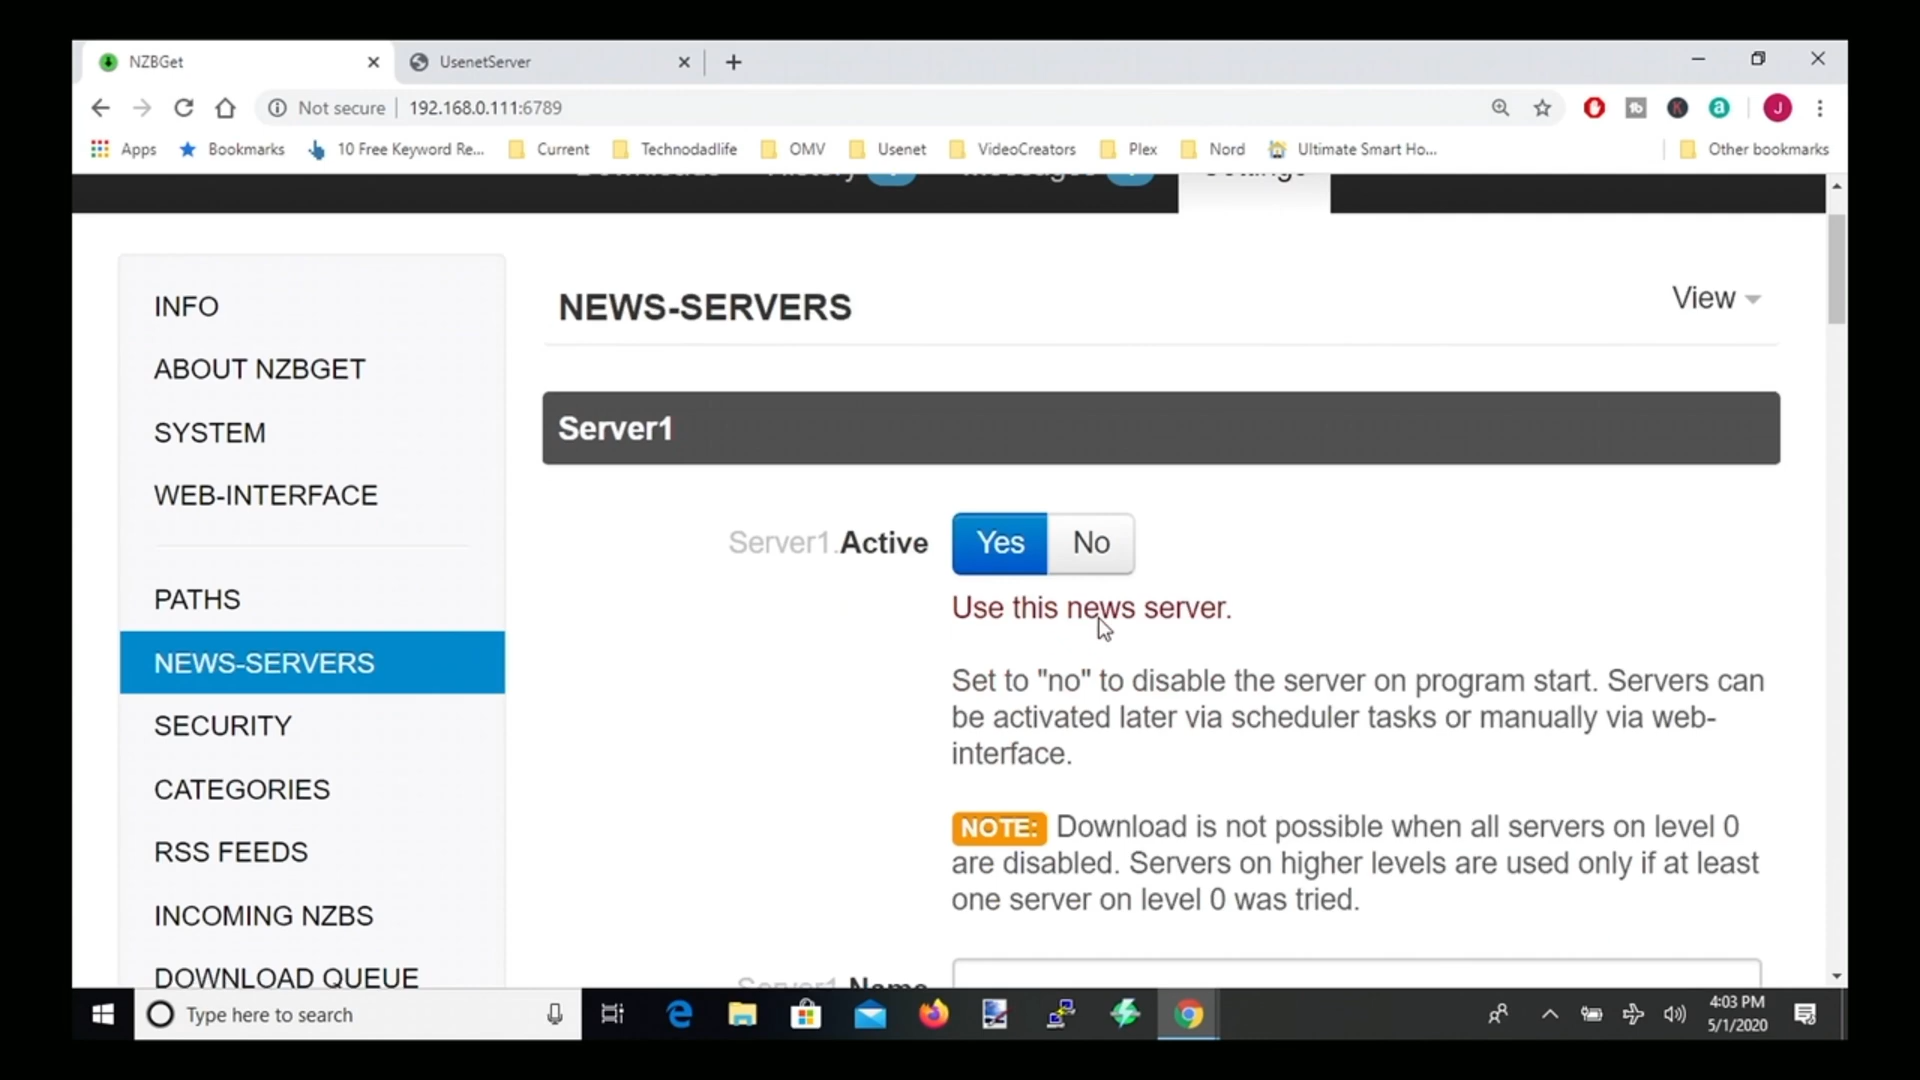 NZBGet
UsenetServer
Not secure 192.168.0.111:6789
J
Apps Bookmarks 10 Free Keyword Re... Current Technodadlife OMV Usenet VideoCreators Plex Nord Ultimate Smart Ho... Other bookmarks
Downloads History Messages Settings
INFO
ABOUT NZBGET
SYSTEM
WEB-INTERFACE
PATHS
NEWS-SERVERS
SECURITY
CATEGORIES
RSS FEEDS
INCOMING NZBS
DOWNLOAD QUEUE
NEWS-SERVERS
View
Server1
Server1.Active Yes No
Use this news server.
Set to "no" to disable the server on program start. Servers can
be activated later via scheduler tasks or manually via web-
interface.
NOTE: Download is not possible when all servers on level 0
are disabled. Servers on higher levels are used only if at least
one server on level 0 was tried.
Server1.Name
Type here to search
4:03 PM
5/1/2020